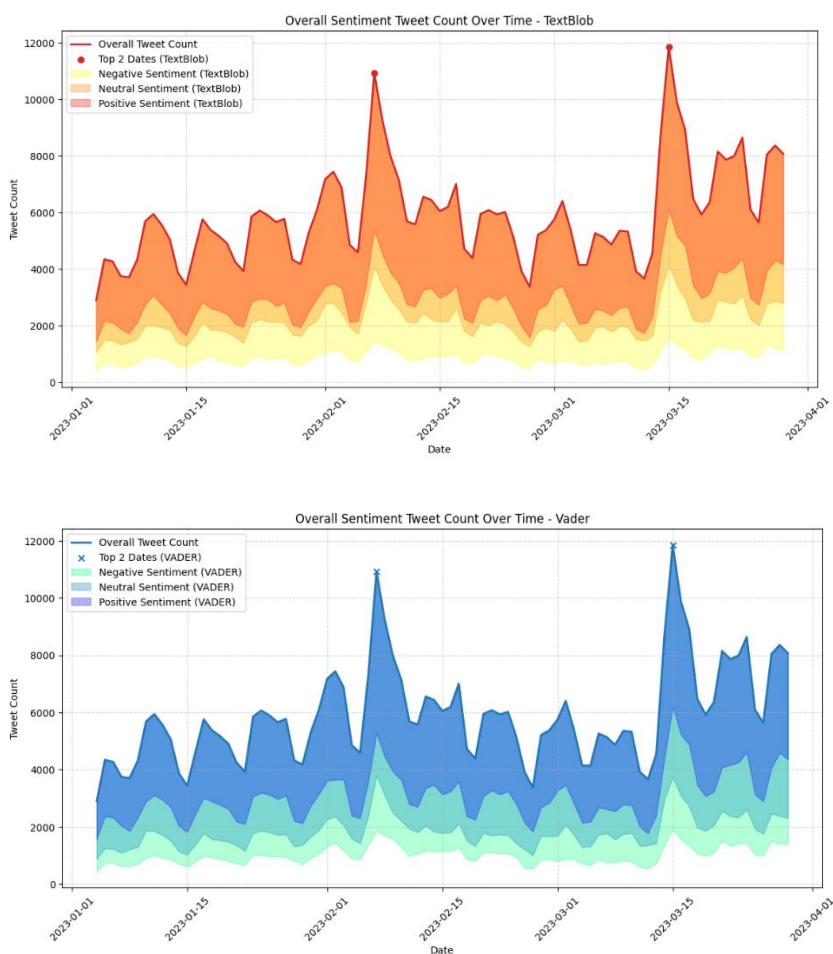 Overall Sentiment Tweet Count Over Time - TextBlob
Overall Tweet Count
Top 2 Dates (TextBlob)
Negative Sentiment (TextBlob)
Neutral Sentiment (TextBlob)
Positive Sentiment (TextBlob)
12000
10000
8000
6000
4000
2000
0
Tweet Count
2023-01-01
2023-01-15
2023-02-01
2023-02-15
2023-03-01
2023-03-15
2023-04-01
Date
Overall Sentiment Tweet Count Over Time - Vader
Overall Tweet Count
Top 2 Dates (VADER)
Negative Sentiment (VADER)
Neutral Sentiment (VADER)
Positive Sentiment (VADER)
12000
10000
8000
6000
4000
2000
0
Tweet Count
2023-01-01
2023-01-15
2023-02-01
2023-02-15
2023-03-01
2023-03-15
2023-04-01
Date